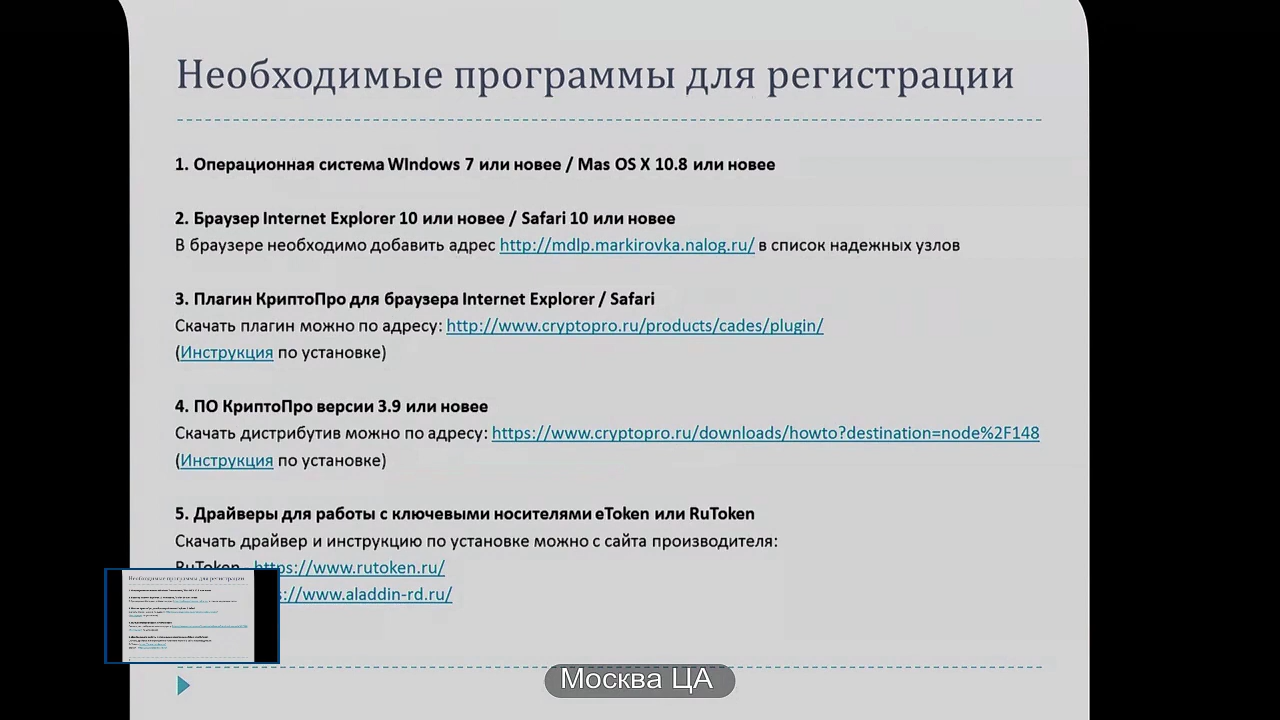 Необходимые программы для регистрации
1. Операционная система WIndows 7 или новее / Mas OS X 10.8 или новее
2. Браузер Internet Explorer 10 или новее / Safari 10 или новее
В браузере необходимо добавить адрес http://mdlp.markirovka.nalog.ru/ в список надежных узлов
3. Плагин КриптоПро для браузера Internet Explorer / Safari
Скачать плагин можно по адресу: http://www.cryptopro.ru/products/cades/plugin/
(Инструкция по установке)
4. ПО КриптоПро версии 3.9 или новее
Скачать дистрибутив можно по адресу: https://www.cryptopro.ru/downloads/howto?destination=node%2F148
(Инструкция по установке)
5. Драйверы для работы с ключевыми носителями eToken или RuToken
Скачать драйвер и инструкцию по установке можно с сайта производителя:
RuToken - https://www.rutoken.ru/
s://www.aladdin-rd.ru/
Необходимые программы для регистрации
Москва ЦА